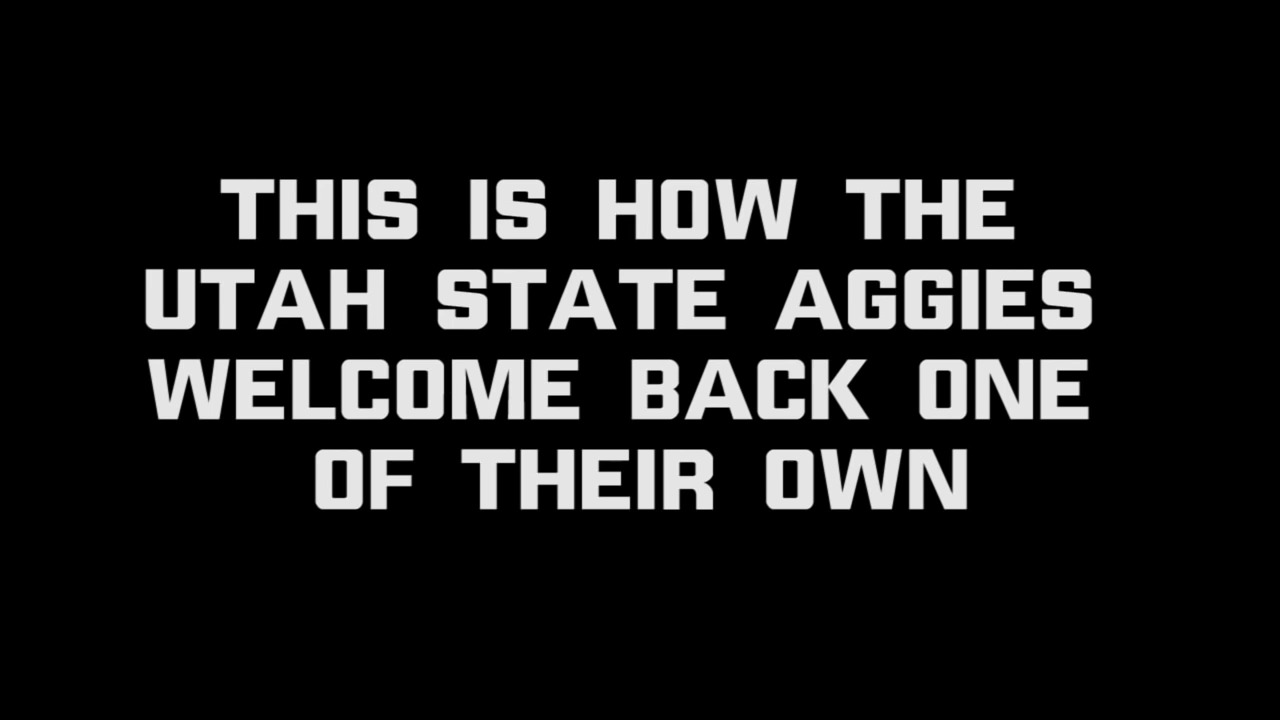 THIS IS HOW THE
UTAH STATE AGGIES
WELCOME BACK ONE
OF THEIR OWN